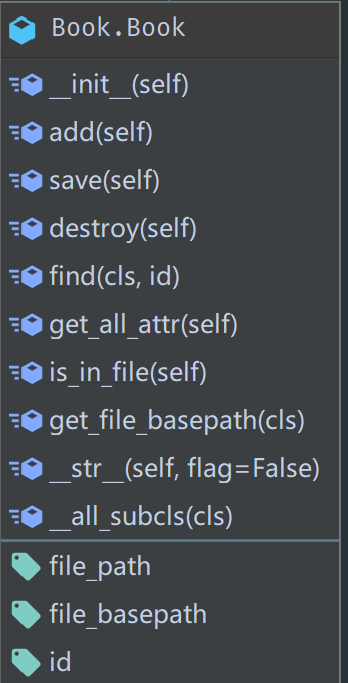 Book.Book
__init__(self)
add(self)
save(self)
destroy(self)
find(cls, id)
get_all_attr(self)
is_in_file(self)
get_file_basepath(cls)
__str__(self, flag=False)
__all_subcls(cls)
file_path
file_basepath
id